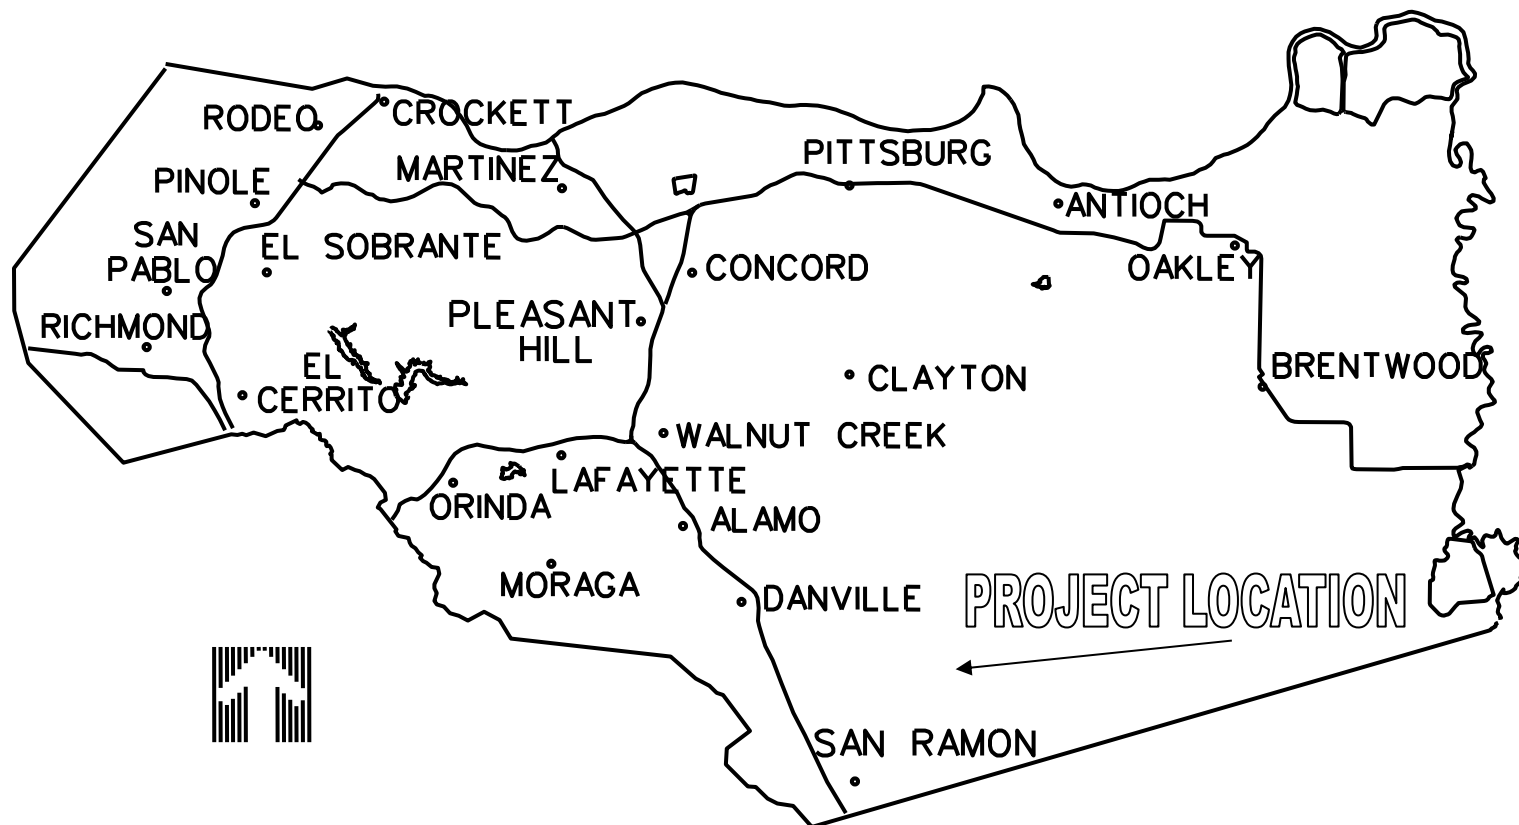 CROCKETT
RODEO
PITTSBURG
MARTINEZ
PINOLE
ANTIOCH
SAN
PABLO
EL SOBRANTE
CONCORD
OAKLEY
RICHMOND
PLEASANT
HILL
EL
CERRITO
CLAYTON
BRENTWOOD
WALNUT CREEK
LAFAYETTE
ORINDA
ALAMO
MORAGA
DANVILLE
PROJECT LOCATION
SAN RAMON